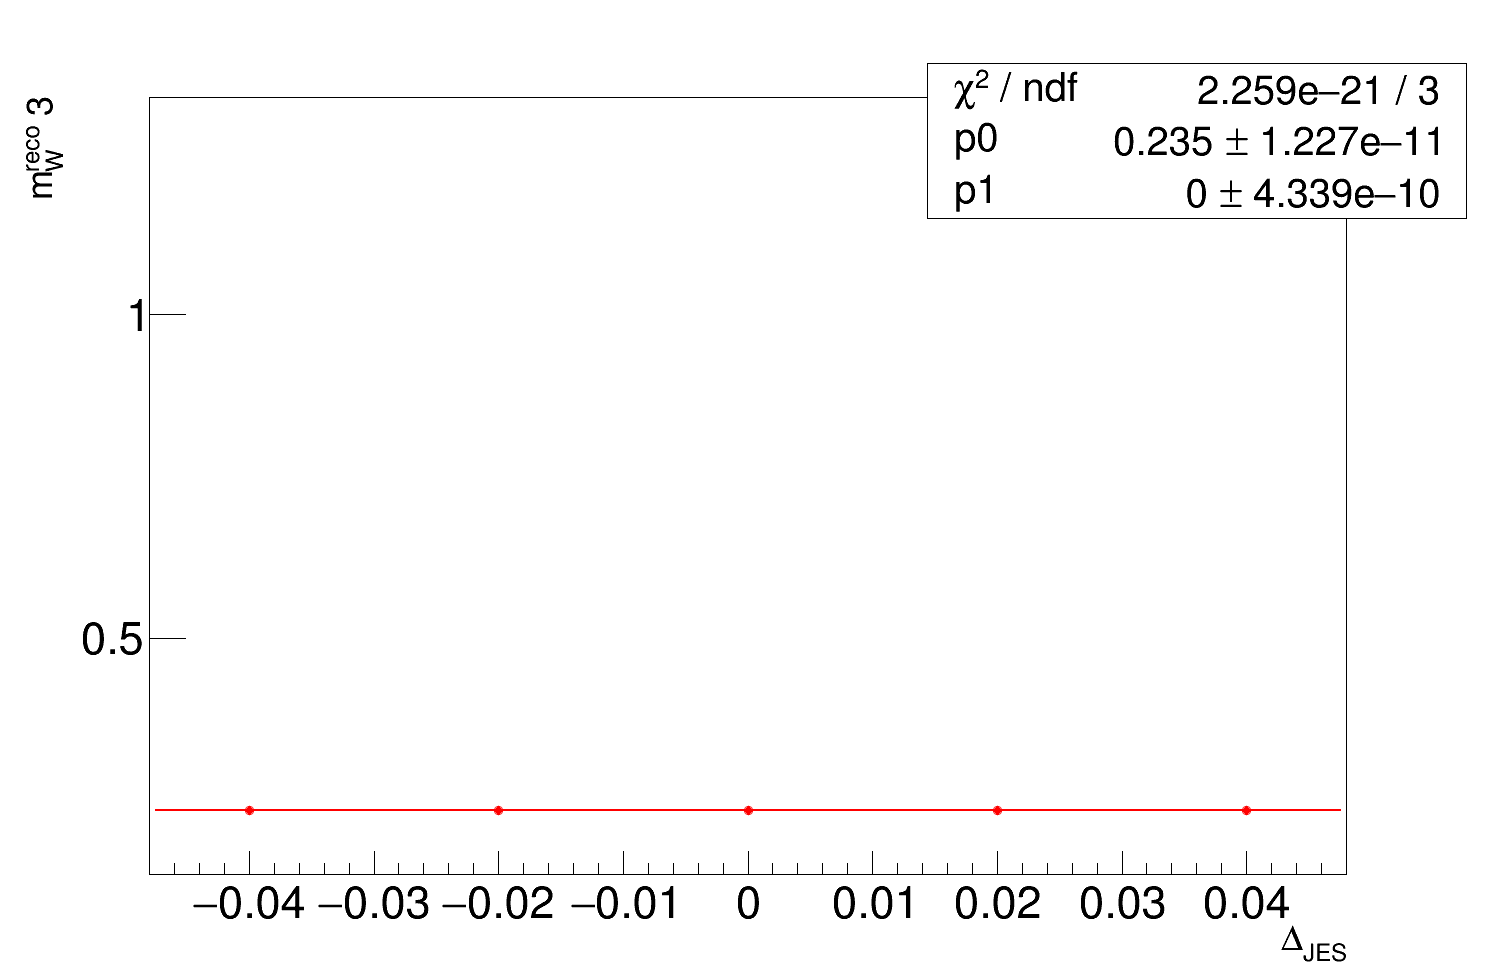 χ² / ndf 2.259e−21 / 3
p0 0.235 ± 1.227e−11
p1 0 ± 4.339e−10
m_W^reco 3
1
0.5
−0.04 −0.03 −0.02 −0.01 0 0.01 0.02 0.03 0.04
Δ_JES